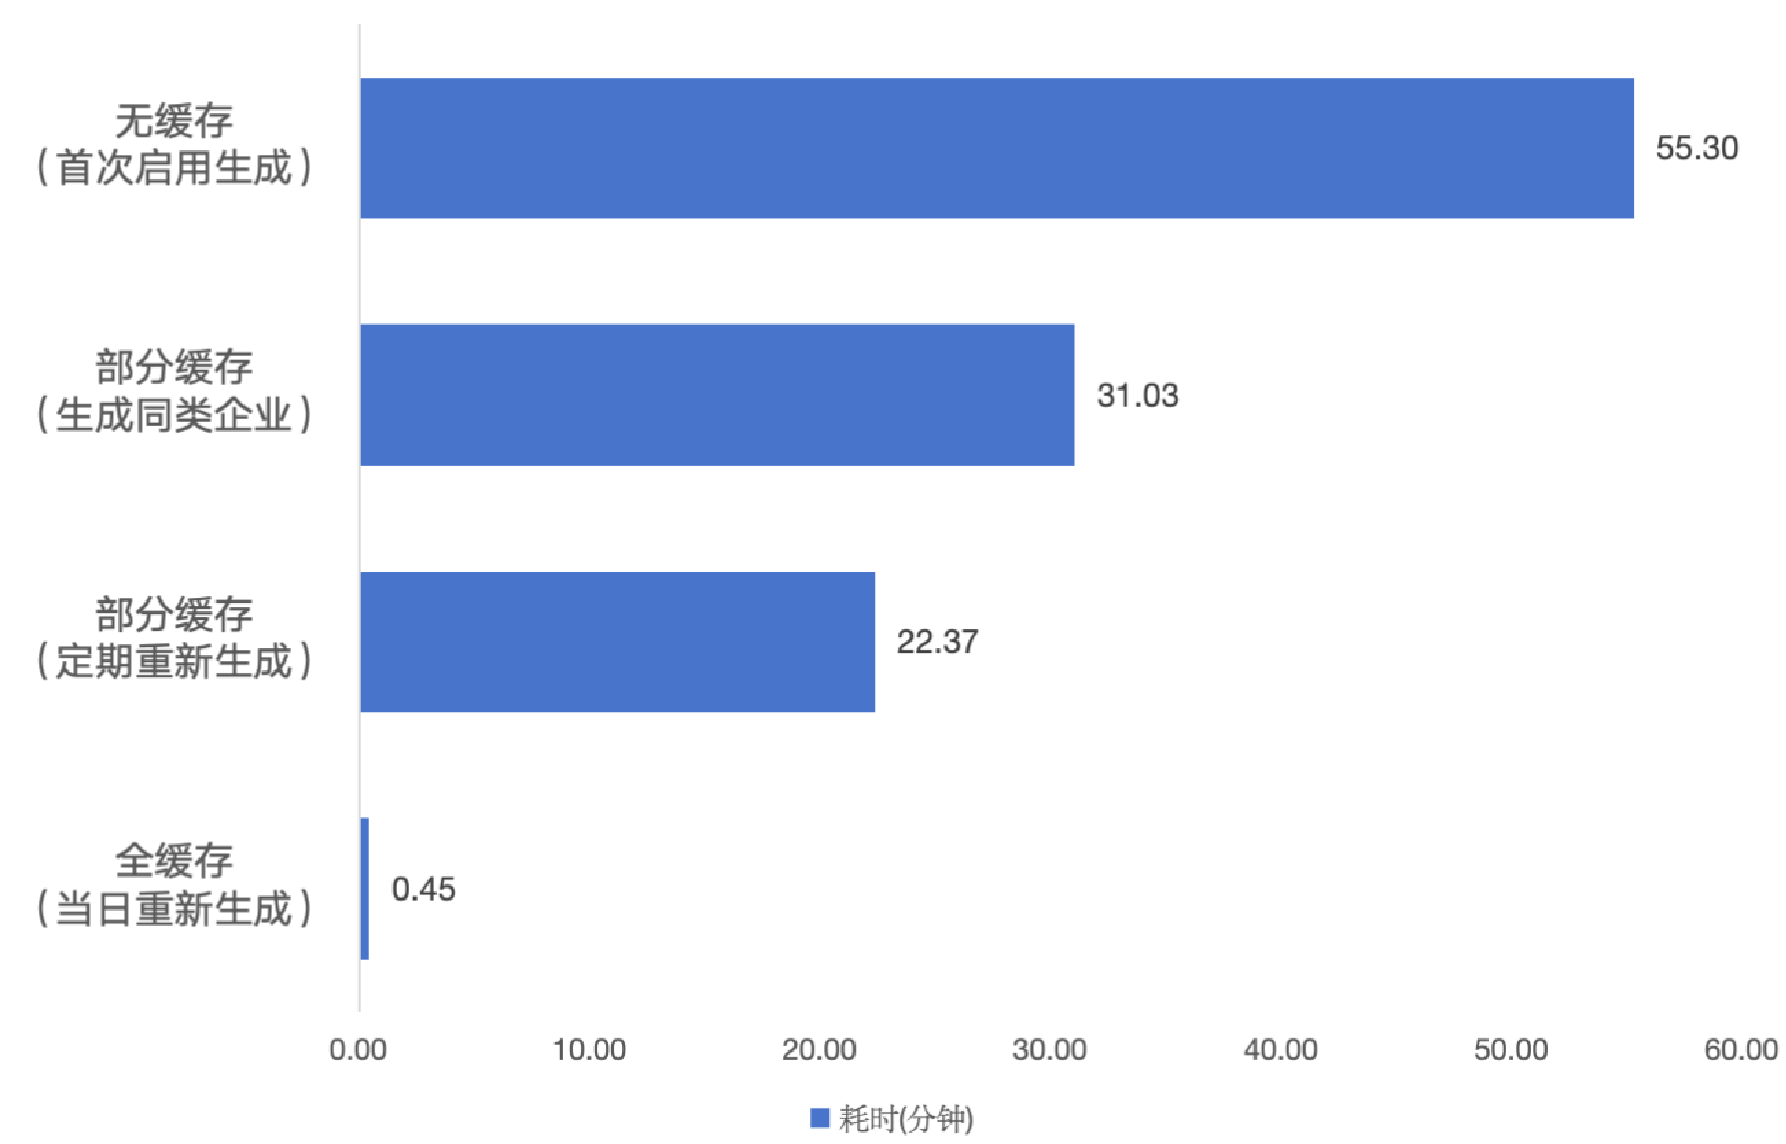 无缓存
（首次启用生成）
55.30
部分缓存
（生成同类企业）
31.03
部分缓存
（定期重新生成）
22.37
全缓存
（当日重新生成）
0.45
0.00 10.00 20.00 30.00 40.00 50.00 60.00
耗时(分钟)